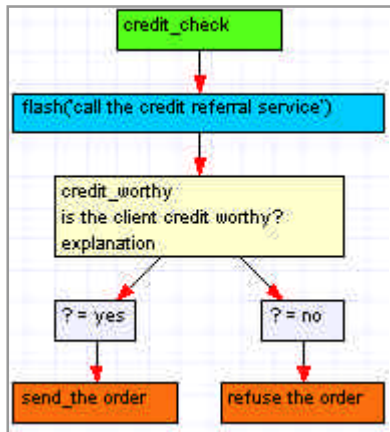 credit_check
flash('call the credit referral service')
credit_worthy
is the client credit worthy?
explanation
? = yes
? = no
send_the order
refuse the order